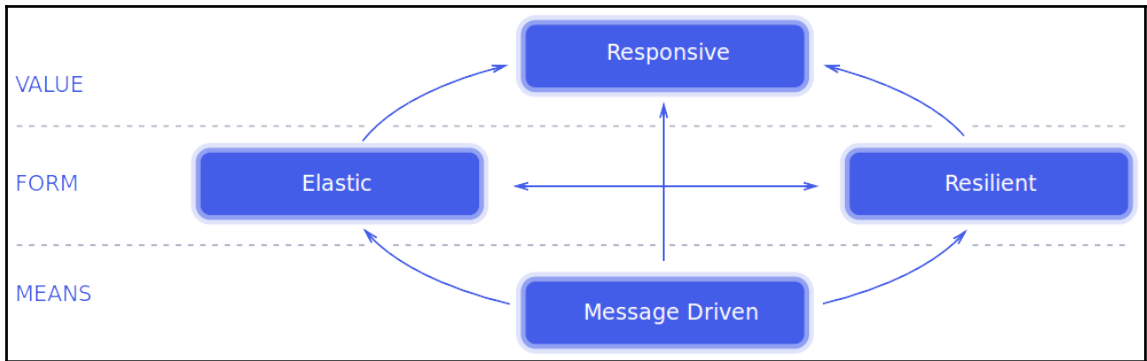 Responsive
VALUE
FORM
Elastic
Resilient
MEANS
Message Driven